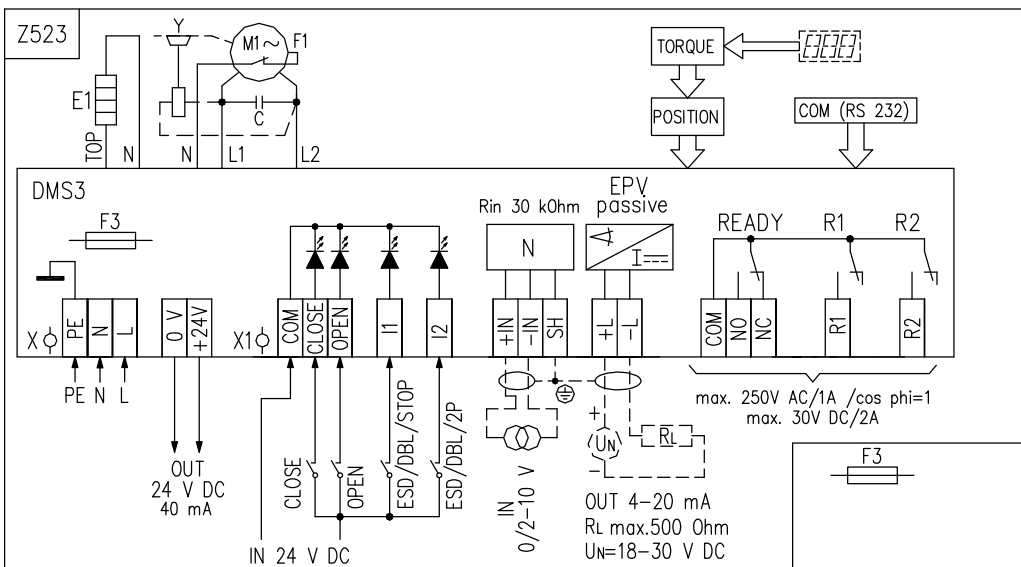 Z523
Y
M1 ~
F1
E1
C
TOP
N
N
L1
L2
TORQUE
POSITION
COM (RS 232)
DMS3
F3
Rin 30 kOhm
N
EPV
passive
READY
R1
R2
X
PE
N
L
0 V
+24V
X1
COM
CLOSE
OPEN
I1
I2
+IN
-IN
SH
+L
-L
I
COM
NO
NC
R1
R2
PE N L
OUT
24 V DC
40 mA
CLOSE
OPEN
ESD/DBL/STOP
ESD/DBL/2P
IN 24 V DC
IN
0/2-10 V
+
UN
-
RL
OUT 4-20 mA
RL max.500 Ohm
UN=18-30 V DC
max. 250V AC/1A /cos phi=1
max. 30V DC/2A
F3